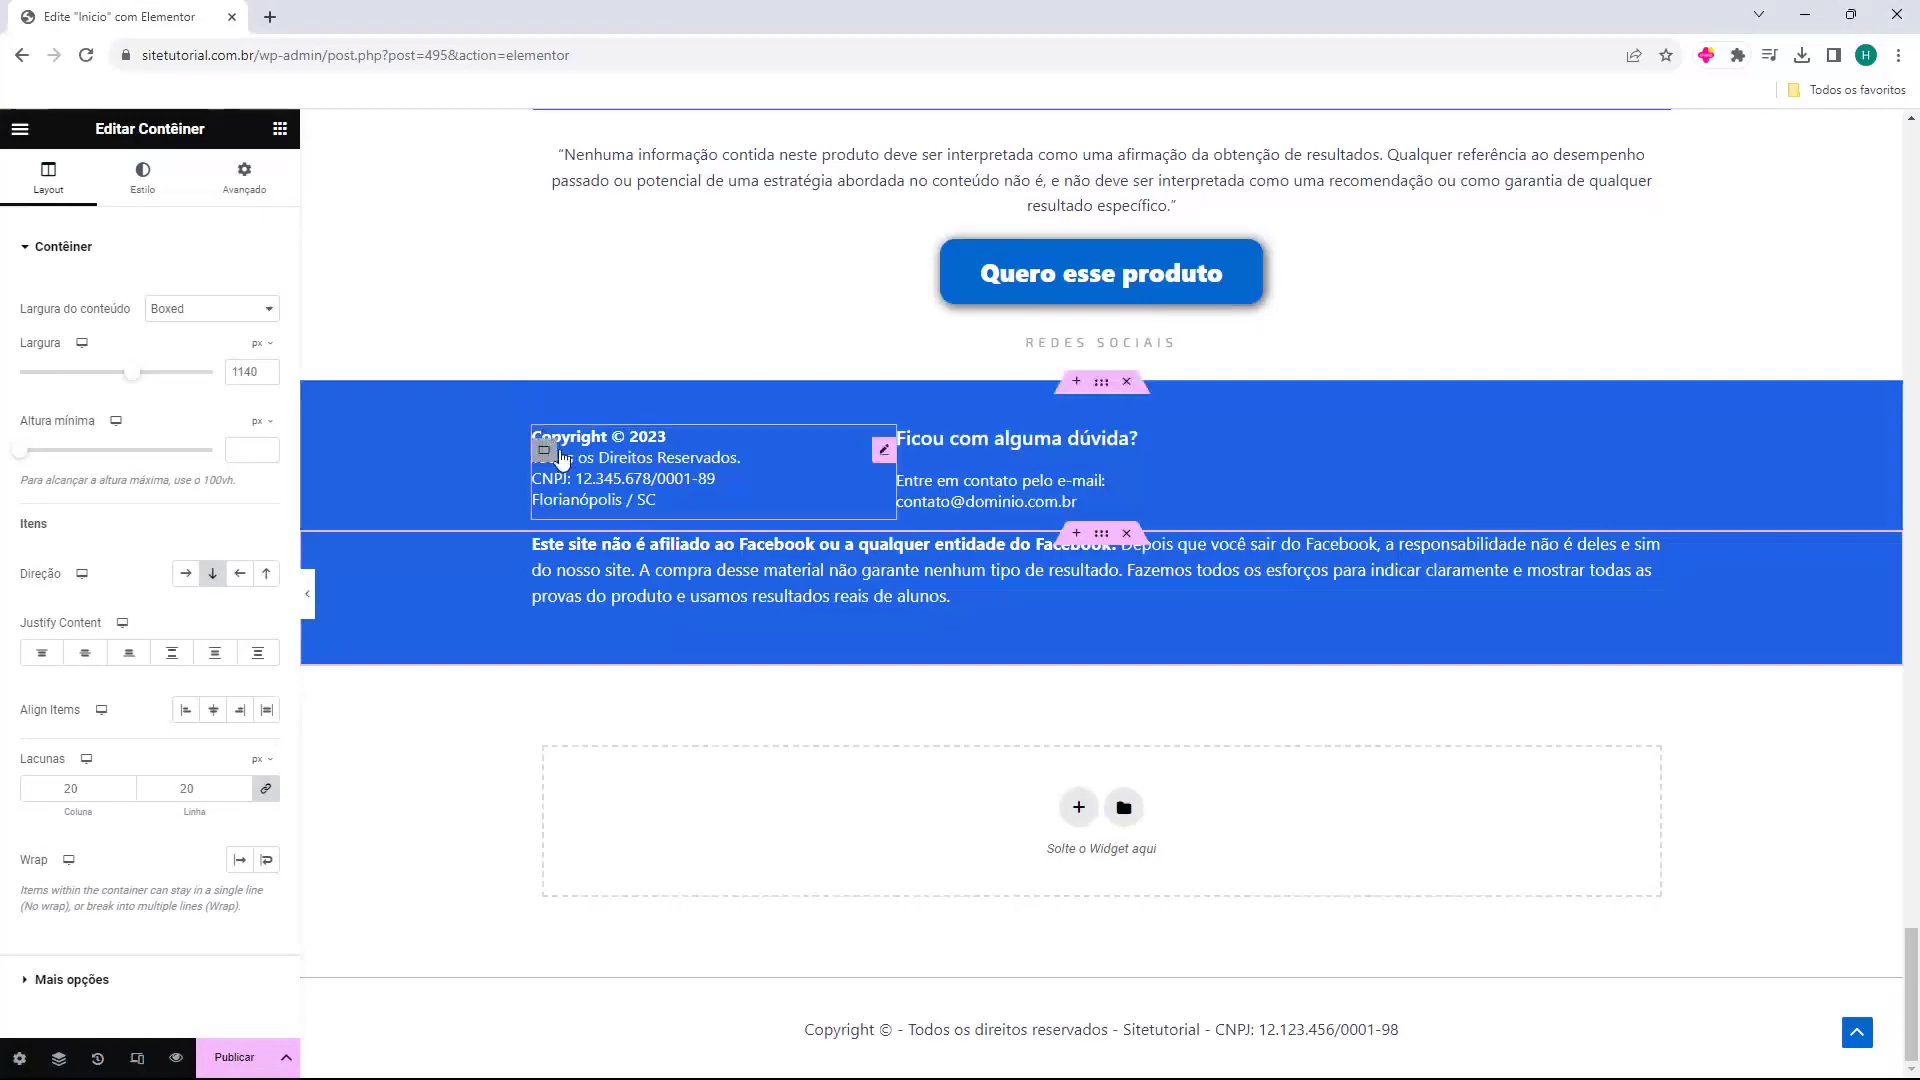 Edite "Inicio" com Elementor
sitetutorial.com.br/wp-admin/post.php?post=495&action=elementor
H
Todos os favoritos
Editar Contêiner
Layout
Estilo
Avançado
Contêiner
Largura do conteúdo
Boxed
Largura
px
1140
Altura mínima
px
Para alcançar a altura máxima, use o 100vh.
Itens
Direção
Justify Content
Align Items
Lacunas
px
20
20
Coluna
Linha
Wrap
Items within the container can stay in a single line
(No wrap), or break into multiple lines (Wrap).
Mais opções
Publicar
“Nenhuma informação contida neste produto deve ser interpretada como uma afirmação da obtenção de resultados. Qualquer referência ao desempenho
passado ou potencial de uma estratégia abordada no conteúdo não é, e não deve ser interpretada como uma recomendação ou como garantia de qualquer
resultado específico.”
Quero esse produto
REDES SOCIAIS
Copyright © 2023
os Direitos Reservados.
CNPJ: 12.345.678/0001-89
Florianópolis / SC
Ficou com alguma dúvida?
Entre em contato pelo e-mail:
contato@dominio.com.br
Este site não é afiliado ao Facebook ou a qualquer entidade do Facebook. Depois que você sair do Facebook, a responsabilidade não é deles e sim
do nosso site. A compra desse material não garante nenhum tipo de resultado. Fazemos todos os esforços para indicar claramente e mostrar todas as
provas do produto e usamos resultados reais de alunos.
Solte o Widget aqui
Copyright © - Todos os direitos reservados - Sitetutorial - CNPJ: 12.123.456/0001-98